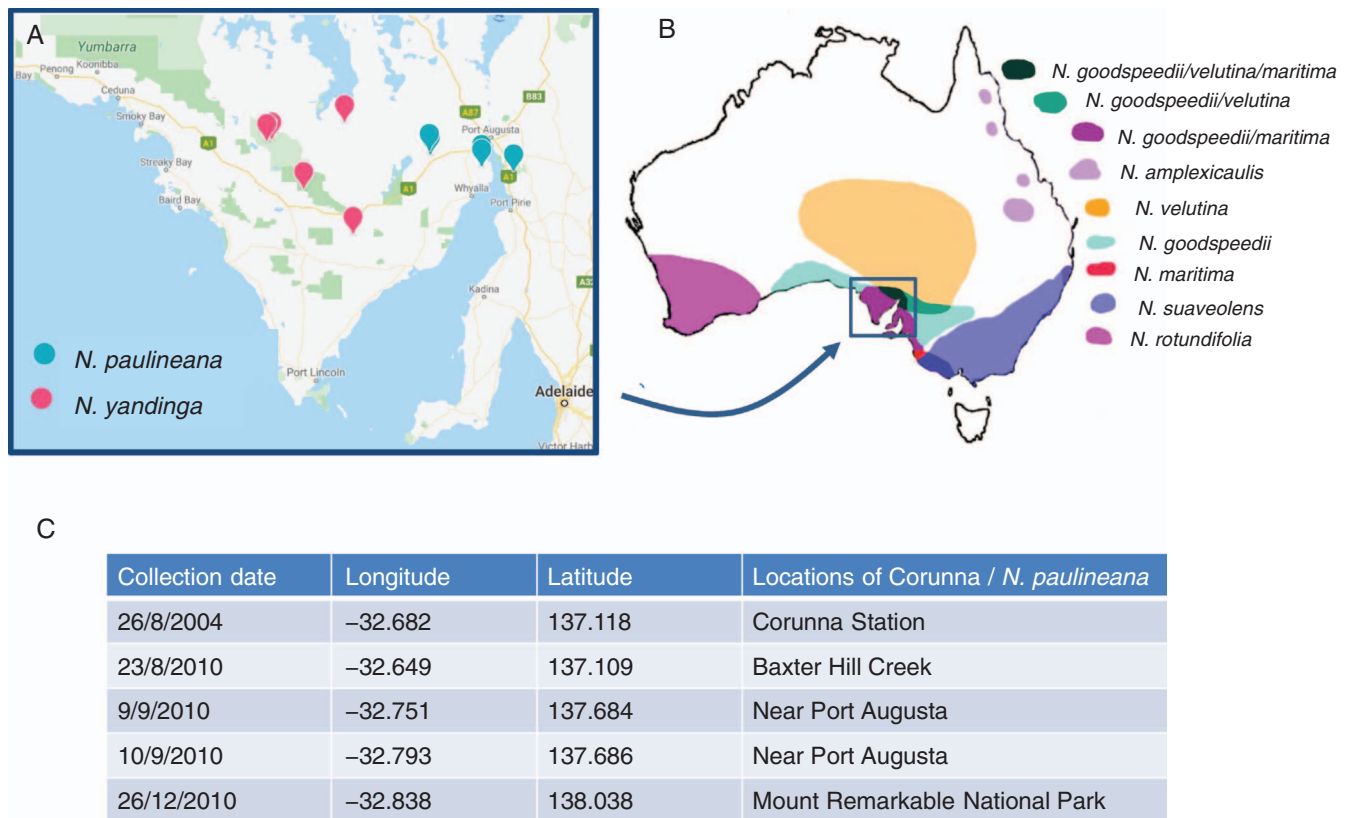 A
Yumbarra
Bay
Penong
Koonibba
Ceduna
Smoky Bay
Streaky Bay
Baird Bay
A1
A87
B83
Port Augusta
A1
A1
Whyalla
Port Pirie
A32
Kadina
Port Lincoln
Adelaide
Victor Harb
N. paulineana
N. yandinga
B
N. goodspeedii/velutina/maritima
N. goodspeedii/velutina
N. goodspeedii/maritima
N. amplexicaulis
N. velutina
N. goodspeedii
N. maritima
N. suaveolens
N. rotundifolia
C
Collection date Longitude Latitude Locations of Corunna / N. paulineana
26/8/2004 −32.682 137.118 Corunna Station
23/8/2010 −32.649 137.109 Baxter Hill Creek
9/9/2010 −32.751 137.684 Near Port Augusta
10/9/2010 −32.793 137.686 Near Port Augusta
26/12/2010 −32.838 138.038 Mount Remarkable National Park